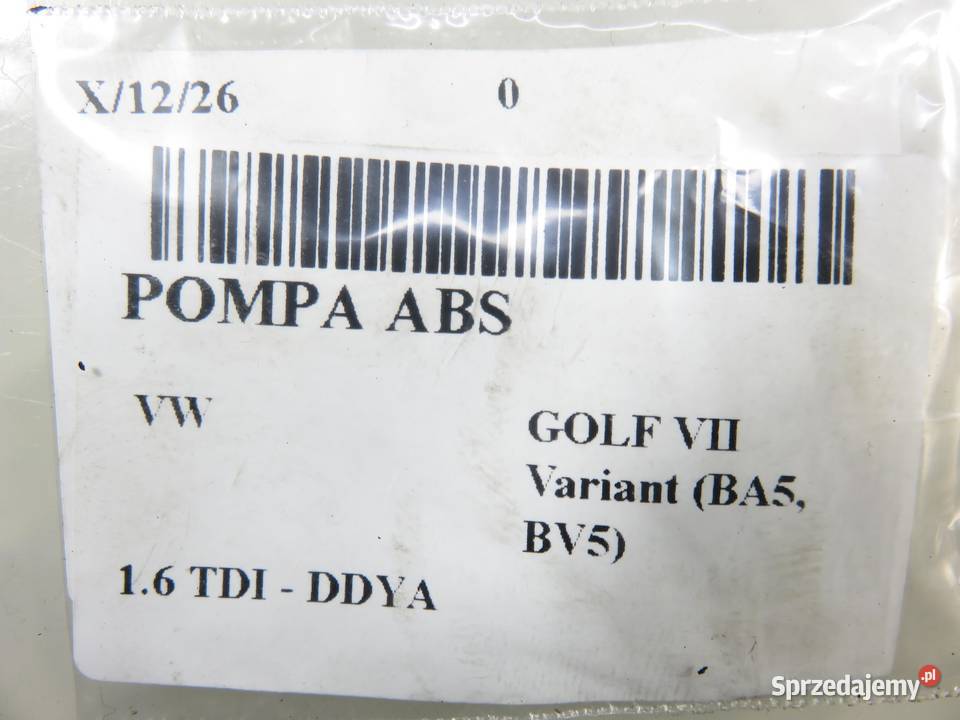 X/12/26 0
POMPA ABS
VW
GOLF VII
Variant (BA5,
BV5)
1.6 TDI - DDYA
Sprzedajemy.pl